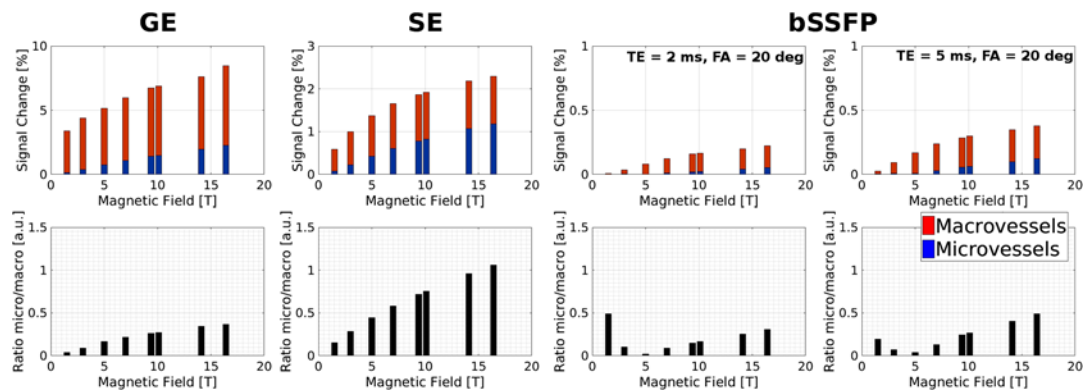 GE
SE
bSSFP
10
5
0
Signal Change [%]
0 5 10 15 20
Magnetic Field [T]
3
2
1
0
Signal Change [%]
0 5 10 15 20
Magnetic Field [T]
TE = 2 ms, FA = 20 deg
1
0.5
0
Signal Change [%]
0 5 10 15 20
Magnetic Field [T]
TE = 5 ms, FA = 20 deg
1
0.5
0
Signal Change [%]
0 5 10 15 20
Magnetic Field [T]
1.5
1
0.5
0
Ratio micro/macro [a.u.]
0 5 10 15 20
Magnetic Field [T]
1.5
1
0.5
0
Ratio micro/macro [a.u.]
0 5 10 15 20
Magnetic Field [T]
1.5
1
0.5
0
Ratio micro/macro [a.u.]
0 5 10 15 20
Magnetic Field [T]
Macrovessels
Microvessels
1.5
1
0.5
0
Ratio micro/macro [a.u.]
0 5 10 15 20
Magnetic Field [T]